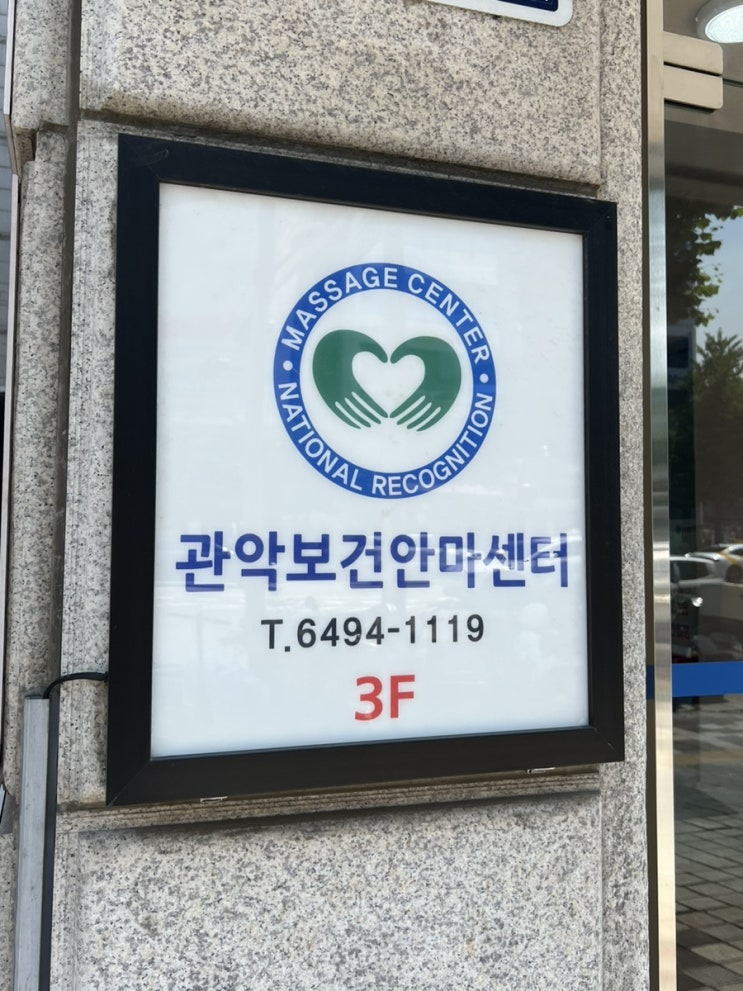 MASSAGE CENTER
NATIONAL RECOGNITION
관악보건안마센터
T.6494-1119
3F